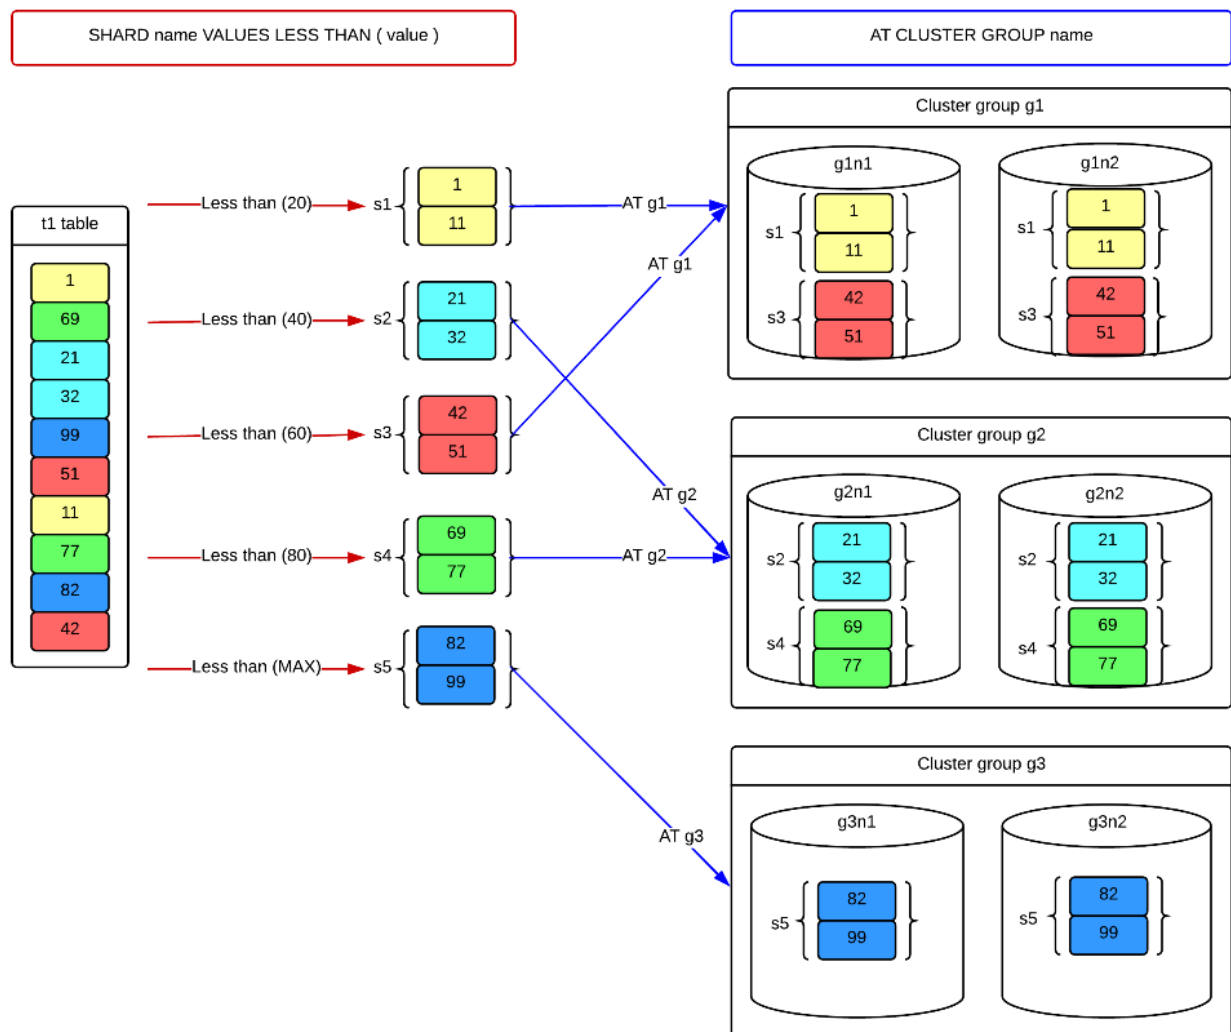 SHARD name VALUES LESS THAN ( value )
AT CLUSTER GROUP name
t1 table
1
69
21
32
99
51
11
77
82
42
Less than (20)
s1
1
11
AT g1
Less than (40)
s2
21
32
AT g2
Less than (60)
s3
42
51
AT g1
Less than (80)
s4
69
77
AT g2
Less than (MAX)
s5
82
99
AT g3
Cluster group g1
g1n1
s1
1
11
s3
42
51
g1n2
s1
1
11
s3
42
51
Cluster group g2
g2n1
s2
21
32
s4
69
77
g2n2
s2
21
32
s4
69
77
Cluster group g3
g3n1
s5
82
99
g3n2
s5
82
99